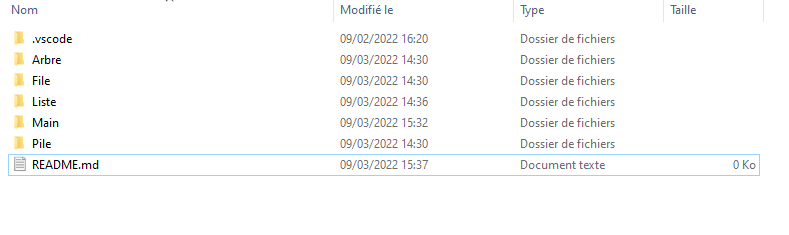 Nom Modifié le Type Taille
.vscode 09/02/2022 16:20 Dossier de fichiers
Arbre 09/03/2022 14:30 Dossier de fichiers
File 09/03/2022 14:30 Dossier de fichiers
Liste 09/03/2022 14:36 Dossier de fichiers
Main 09/03/2022 15:32 Dossier de fichiers
Pile 09/03/2022 14:30 Dossier de fichiers
README.md 09/03/2022 15:37 Document texte 0 Ko